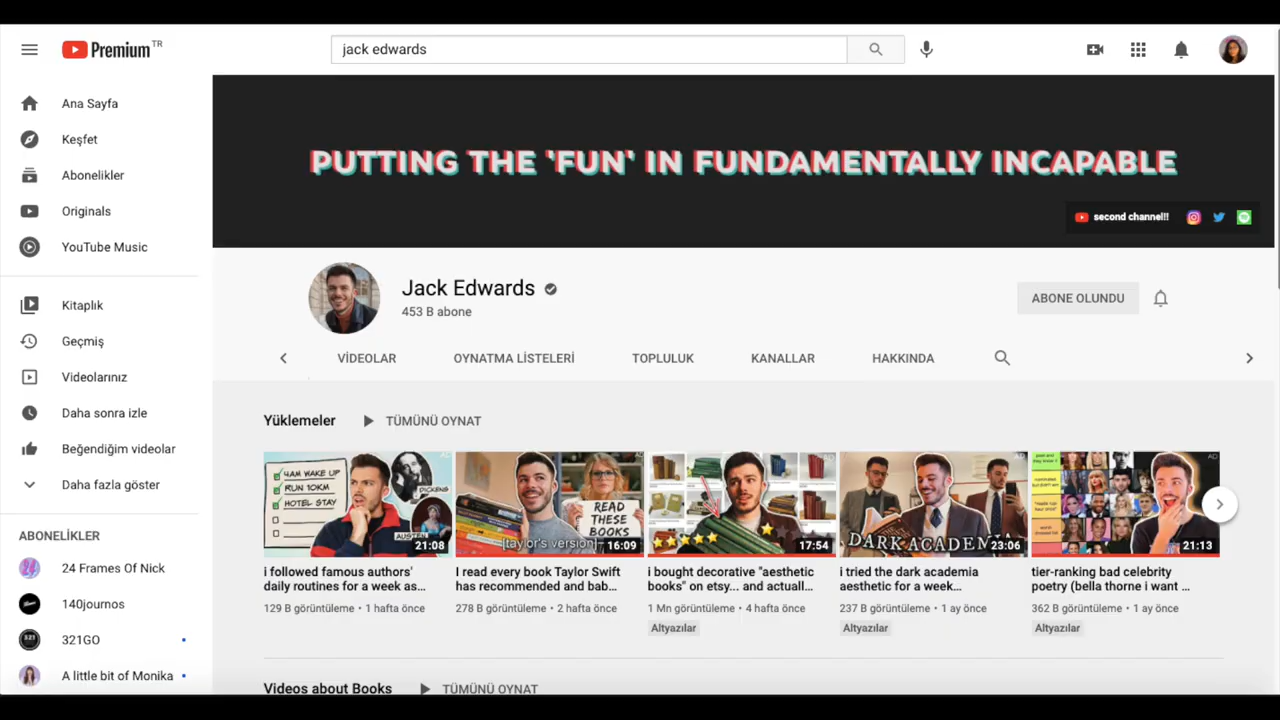 Premium TR
jack edwards
Ana Sayfa
Keşfet
Abonelikler
Originals
YouTube Music
Kitaplık
Geçmiş
Videolarınız
Daha sonra izle
Beğendiğim videolar
Daha fazla göster
ABONELİKLER
24 Frames Of Nick
140journos
321GO
A little bit of Monika
PUTTING THE 'FUN' IN FUNDAMENTALLY INCAPABLE
second channel!!
Jack Edwards
453 B abone
ABONE OLUNDU
VİDEOLAR
OYNATMA LİSTELERİ
TOPLULUK
KANALLAR
HAKKINDA
Yüklemeler
TÜMÜNÜ OYNAT
4AM WAKE UP
RUN 10KM
HOTEL STAY
DICKENS
AUSTEN
21:08
i followed famous authors'
daily routines for a week as...
129 B görüntüleme • 1 hafta önce
READ
THESE
BOOKS
[taylor's version]
16:09
I read every book Taylor Swift
has recommended and bab...
278 B görüntüleme • 2 hafta önce
17:54
i bought decorative "aesthetic
books" on etsy... and actuall...
1 Mn görüntüleme • 4 hafta önce
Altyazılar
DARK ACADEMIA
23:06
i tried the dark academia
aesthetic for a week...
237 B görüntüleme • 1 ay önce
Altyazılar
21:13
tier-ranking bad celebrity
poetry (bella thorne i want ...
362 B görüntüleme • 1 ay önce
Altyazılar
Videos about Books
TÜMÜNÜ OYNAT